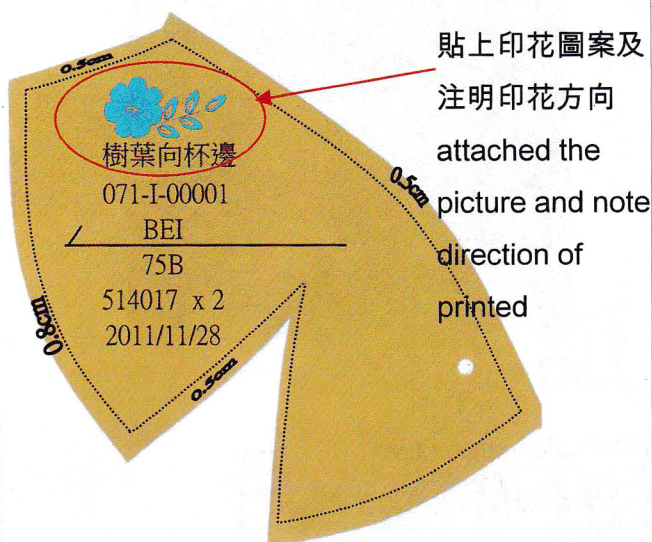 0.5cm
樹葉向杯邊
071-I-00001
BEI
75B
514017 x 2
2011/11/28
0.5cm
0.8cm
0.5cm
貼上印花圖案及
注明印花方向
attached the
picture and note
direction of
printed